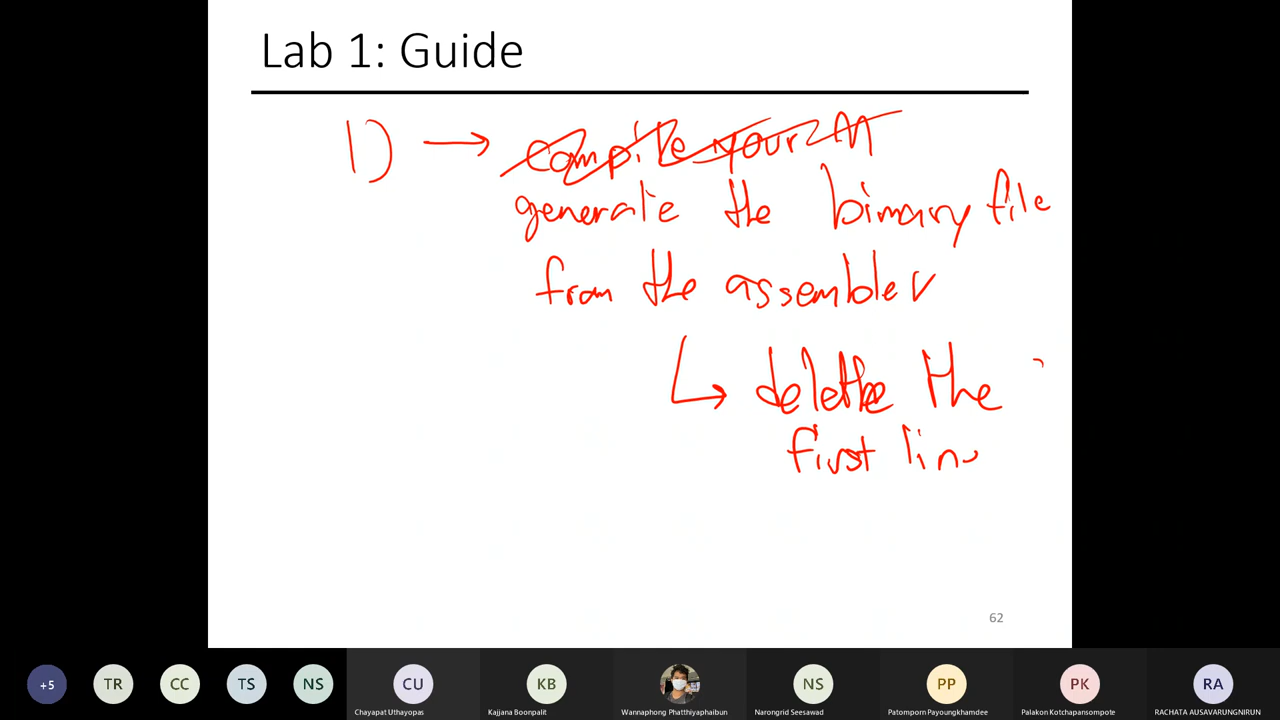 Lab 1: Guide
1) → compile your
generate the binary file
from the assembler
↳ delete the
first line
62
+5
TR
CC
TS
NS
CU
KB
NS
PP
PK
RA
Chayapat Uthayopas
Kajjana Boonpalit
Wannaphong Phatthiyaphaibun
Narongrid Seesawad
Patomporn Payoungkhamdee
Palakon Kotchapansompote
RACHATA AUSAVARUNGNIRUN